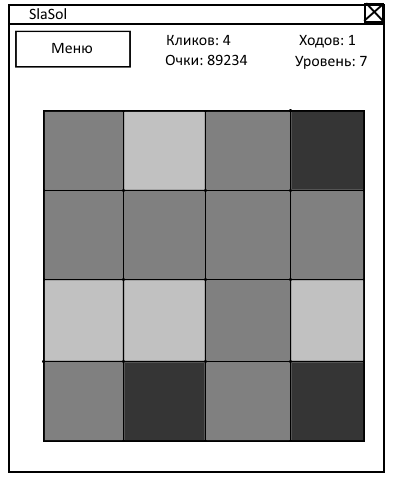 SlaSol
Меню
Кликов: 4
Ходов: 1
Очки: 89234
Уровень: 7